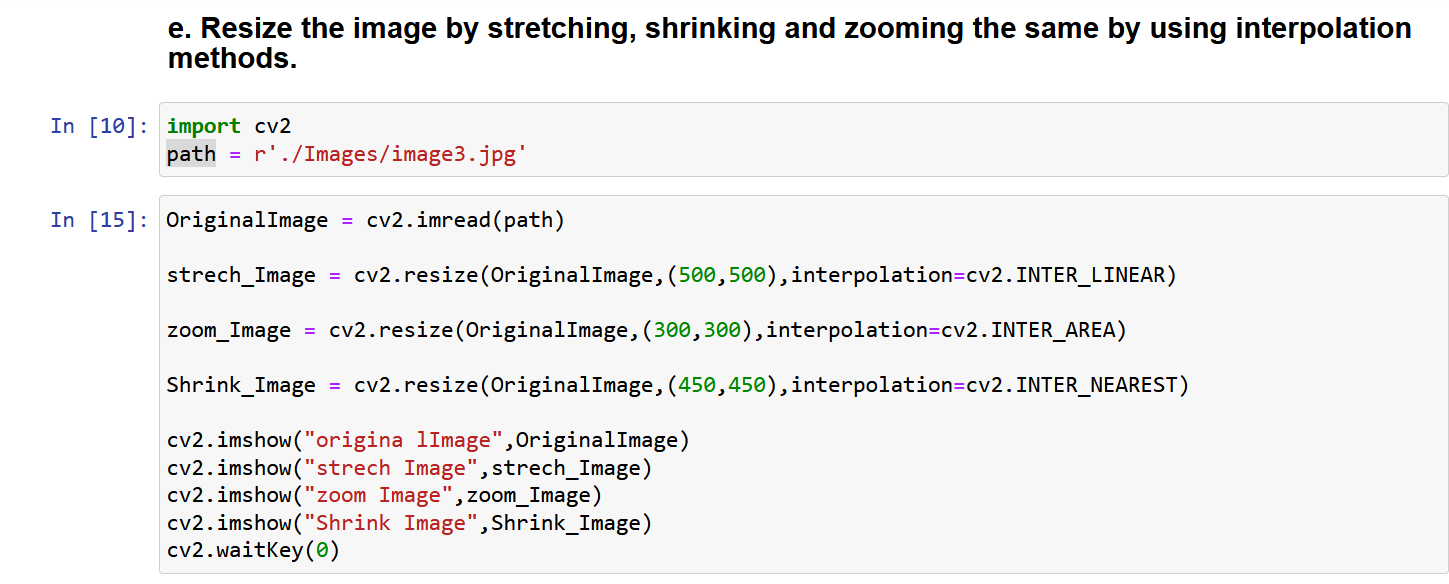 e. Resize the image by stretching, shrinking and zooming the same by using interpolation
methods.
In [10]: import cv2
path = r'./Images/image3.jpg'
In [15]: OriginalImage = cv2.imread(path)
strech_Image = cv2.resize(OriginalImage,(500,500),interpolation=cv2.INTER_LINEAR)
zoom_Image = cv2.resize(OriginalImage,(300,300),interpolation=cv2.INTER_AREA)
Shrink_Image = cv2.resize(OriginalImage,(450,450),interpolation=cv2.INTER_NEAREST)
cv2.imshow("origina lImage",OriginalImage)
cv2.imshow("strech Image",strech_Image)
cv2.imshow("zoom Image",zoom_Image)
cv2.imshow("Shrink Image",Shrink_Image)
cv2.waitKey(0)